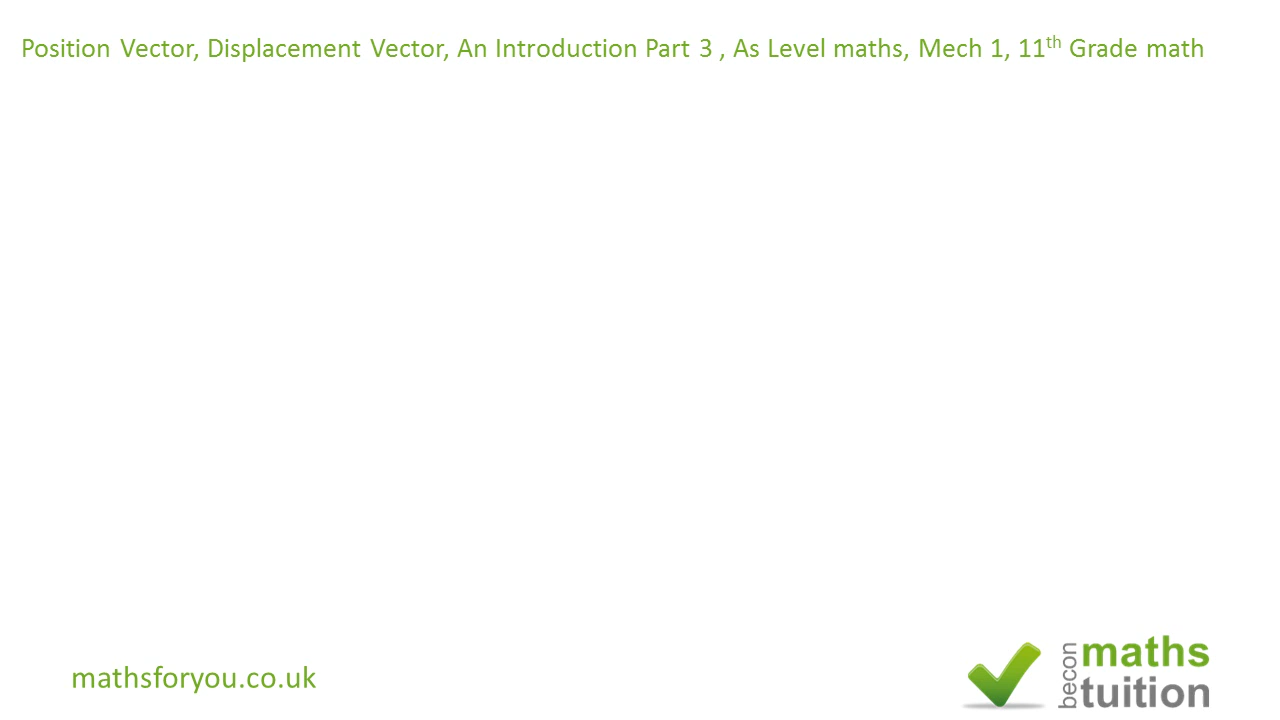 Position Vector, Displacement Vector, An Introduction Part 3 , As Level maths, Mech 1, 11th Grade math
mathsforyou.co.uk
becon
maths
tuition